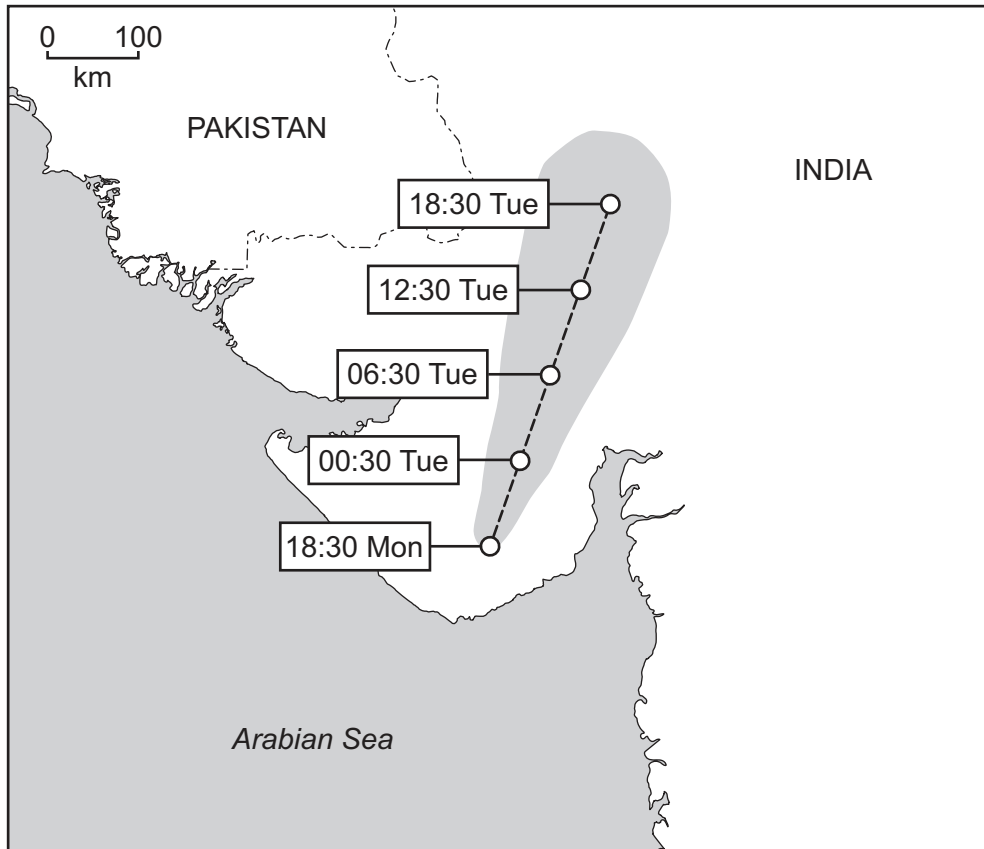 0 100
km
PAKISTAN
INDIA
18:30 Tue
12:30 Tue
06:30 Tue
00:30 Tue
18:30 Mon
Arabian Sea